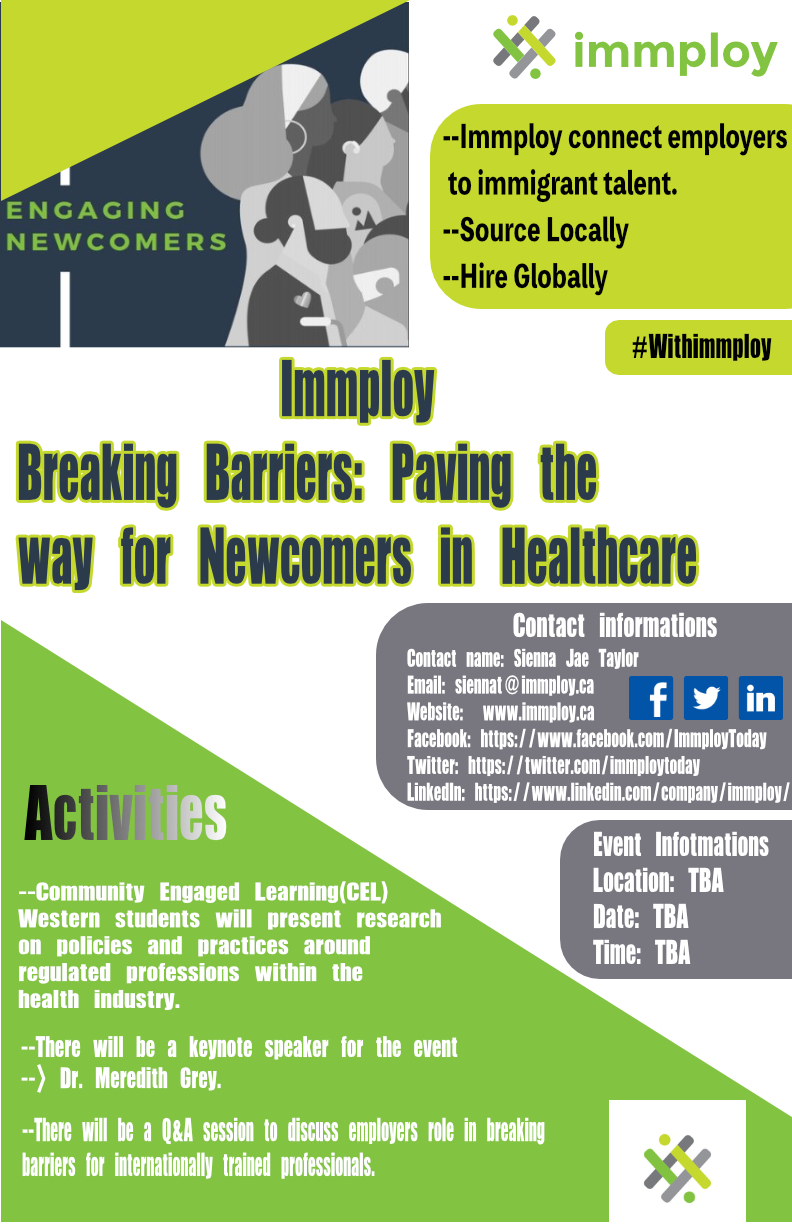 immploy
ENGAGING
NEWCOMERS
--Immploy connect employers
to immigrant talent.
--Source Locally
--Hire Globally
#Withimmploy
Immploy
Breaking Barriers: Paving the
way for Newcomers in Healthcare
Contact informations
Contact name: Sienna Jae Taylor
Email: siennat@immploy.ca
Website: www.immploy.ca
Facebook: https://www.facebook.com/ImmployToday
Twitter: https://twitter.com/immploytoday
LinkedIn: https://www.linkedin.com/company/immploy/
Event Infotmations
Location: TBA
Date: TBA
Time: TBA
Activities
--Community Engaged Learning(CEL)
Western students will present research
on policies and practices around
regulated professions within the
health industry.
--There will be a keynote speaker for the event
--> Dr. Meredith Grey.
--There will be a Q&A session to discuss employers role in breaking
barriers for internationally trained professionals.